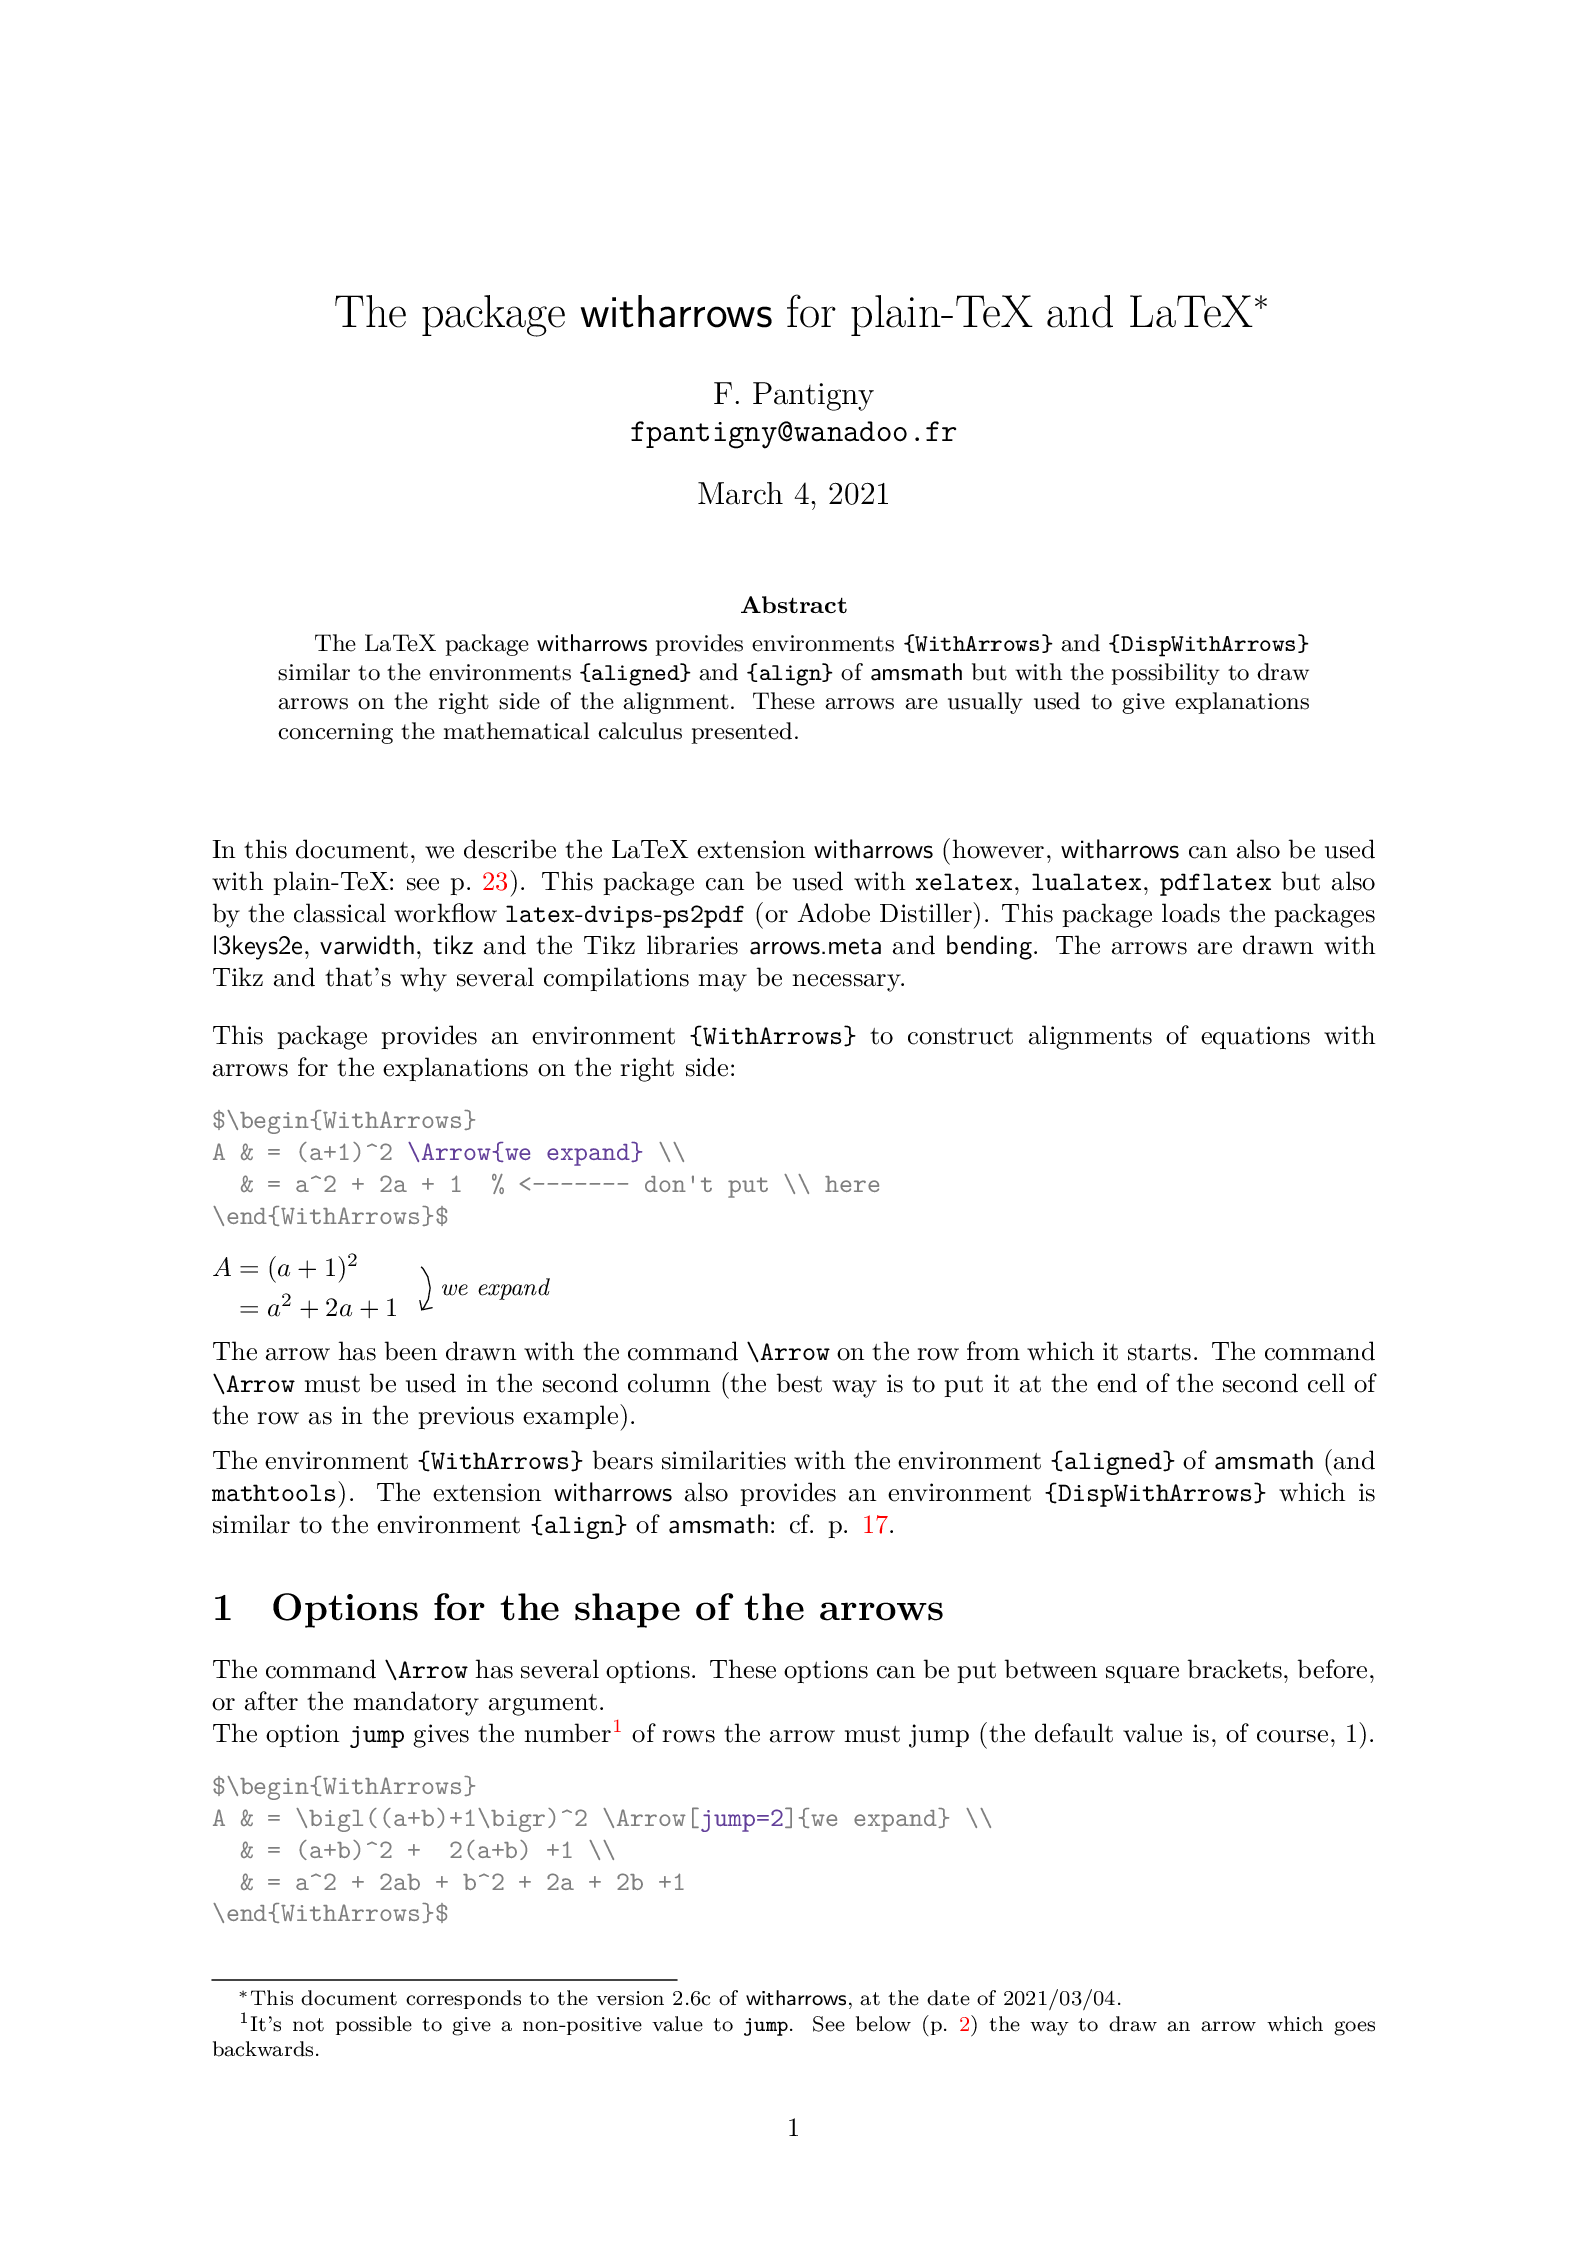 The package witharrows for plain-TeX and LaTeX*
F. Pantigny
fpantigny@wanadoo.fr
March 4, 2021
Abstract
The LaTeX package witharrows provides environments {WithArrows} and {DispWithArrows}
similar to the environments {aligned} and {align} of amsmath but with the possibility to draw
arrows on the right side of the alignment. These arrows are usually used to give explanations
concerning the mathematical calculus presented.
In this document, we describe the LaTeX extension witharrows (however, witharrows can also be used
with plain-TeX: see p. 23). This package can be used with xelatex, lualatex, pdflatex but also
by the classical workflow latex-dvips-ps2pdf (or Adobe Distiller). This package loads the packages
l3keys2e, varwidth, tikz and the Tikz libraries arrows.meta and bending. The arrows are drawn with
Tikz and that's why several compilations may be necessary.
This package provides an environment {WithArrows} to construct alignments of equations with
arrows for the explanations on the right side:
$\begin{WithArrows}
A & = (a+1)^2 \Arrow{we expand} \\
  & = a^2 + 2a + 1  % <------- don't put \\ here
\end{WithArrows}$
A = (a + 1)²
we expand
= a² + 2a + 1
The arrow has been drawn with the command \Arrow on the row from which it starts. The command
\Arrow must be used in the second column (the best way is to put it at the end of the second cell of
the row as in the previous example).
The environment {WithArrows} bears similarities with the environment {aligned} of amsmath (and
mathtools). The extension witharrows also provides an environment {DispWithArrows} which is
similar to the environment {align} of amsmath: cf. p. 17.
1 Options for the shape of the arrows
The command \Arrow has several options. These options can be put between square brackets, before,
or after the mandatory argument.
The option jump gives the number¹ of rows the arrow must jump (the default value is, of course, 1).
$\begin{WithArrows}
A & = \bigl((a+b)+1\bigr)^2 \Arrow[jump=2]{we expand} \\
  & = (a+b)^2 +  2(a+b) +1 \\
  & = a^2 + 2ab + b^2 + 2a + 2b +1
\end{WithArrows}$
*This document corresponds to the version 2.6c of witharrows, at the date of 2021/03/04.
¹It's not possible to give a non-positive value to jump. See below (p. 2) the way to draw an arrow which goes
backwards.
1